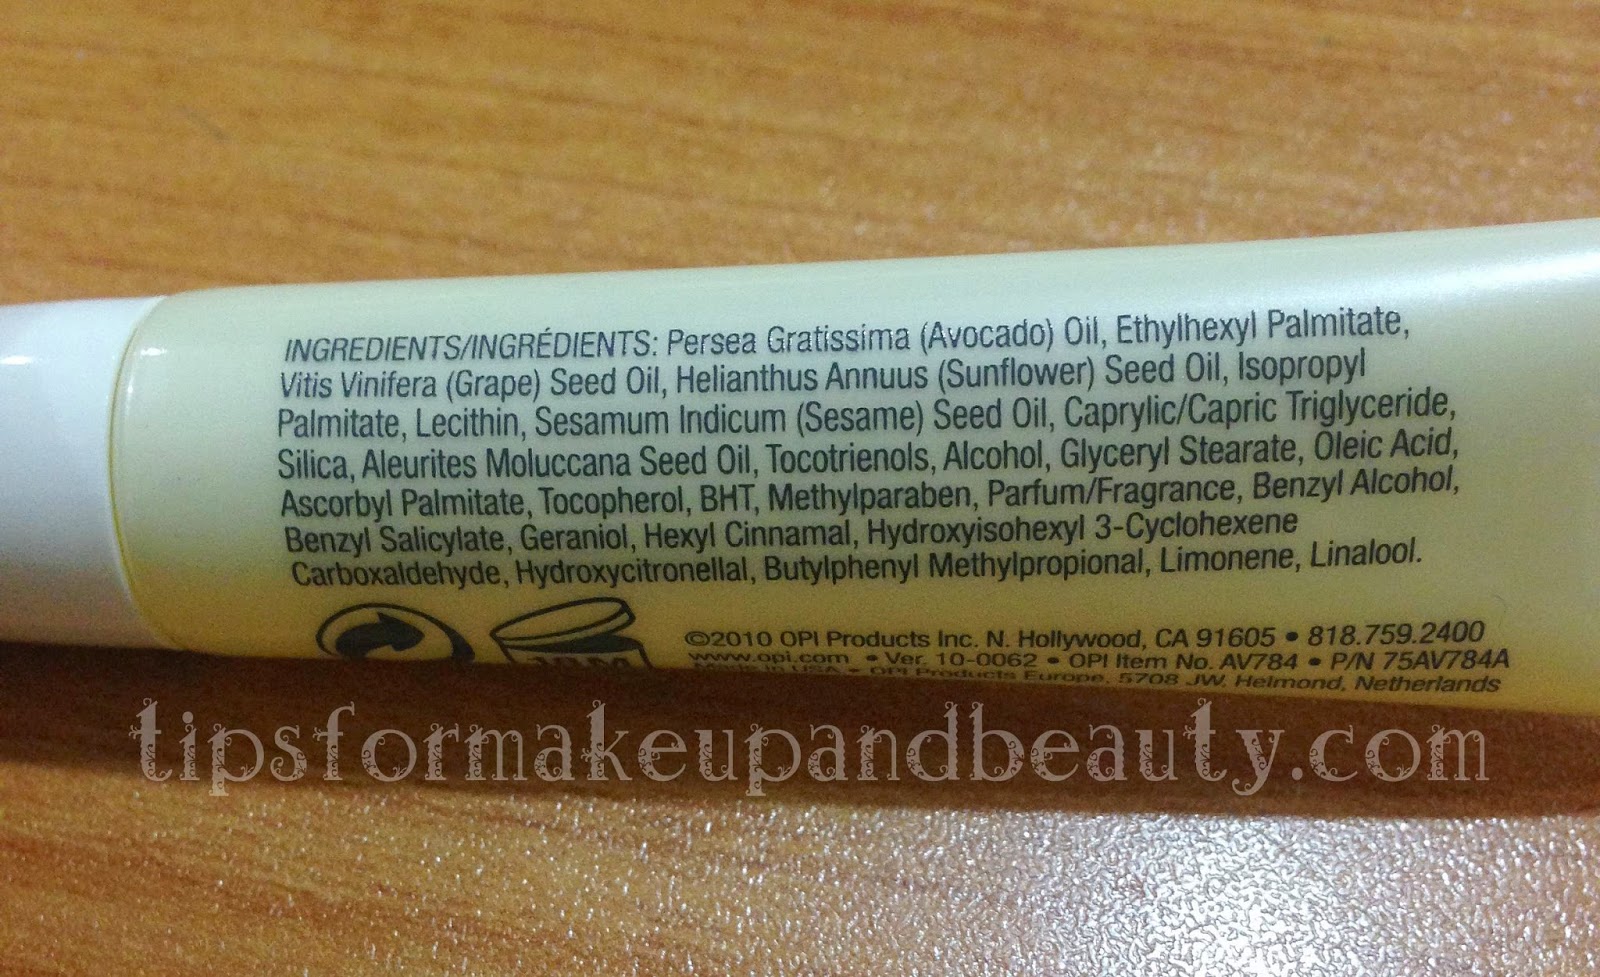 INGREDIENTS/INGRÉDIENTS: Persea Gratissima (Avocado) Oil, Ethylhexyl Palmitate,
Vitis Vinifera (Grape) Seed Oil, Helianthus Annuus (Sunflower) Seed Oil, Isopropyl
Palmitate, Lecithin, Sesamum Indicum (Sesame) Seed Oil, Caprylic/Capric Triglyceride,
Silica, Aleurites Moluccana Seed Oil, Tocotrienols, Alcohol, Glyceryl Stearate, Oleic Acid,
Ascorbyl Palmitate, Tocopherol, BHT, Methylparaben, Parfum/Fragrance, Benzyl Alcohol,
Benzyl Salicylate, Geraniol, Hexyl Cinnamal, Hydroxyisohexyl 3-Cyclohexene
Carboxaldehyde, Hydroxycitronellal, Butylphenyl Methylpropional, Limonene, Linalool.
©2010 OPI Products Inc. N. Hollywood, CA 91605 • 818.759.2400
www.opi.com • Ver. 10-0062 • OPI Item No. AV784 • P/N 75AV784A
Made in USA • OPI Products Europe, 5708 JW, Helmond, Netherlands
tipsformakeupandbeauty.com